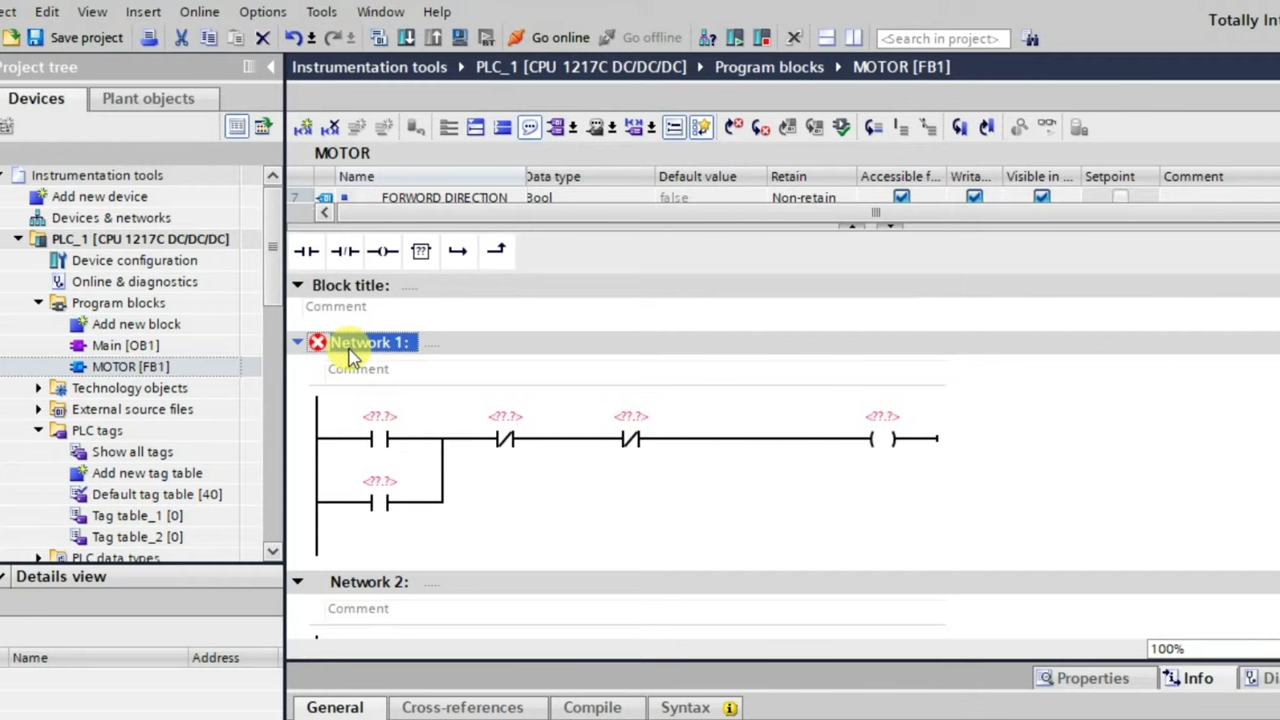 ect Edit View Insert Online Options Tools Window Help
Totally In
Save project Go online Go offline <Search in project>
Project tree
Instrumentation tools PLC_1 [CPU 1217C DC/DC/DC] Program blocks MOTOR [FB1]
Devices Plant objects
MOTOR
Name Data type Default value Retain Accessible f... Writa... Visible in ... Setpoint Comment
7 FORWORD DIRECTION Bool false Non-retain
Instrumentation tools
Add new device
Devices & networks
PLC_1 [CPU 1217C DC/DC/DC]
Device configuration
Online & diagnostics
Program blocks
Add new block
Main [OB1]
MOTOR [FB1]
Technology objects
External source files
PLC tags
Show all tags
Add new tag table
Default tag table [40]
Tag table_1 [0]
Tag table_2 [0]
PLC data types
Details view
Name Address
??
Block title: .....
Comment
Network 1: .....
Comment
<??.?> <??.?> <??.?> <??.?>
<??.?>
Network 2: .....
Comment
100%
Properties Info Di
General Cross-references Compile Syntax